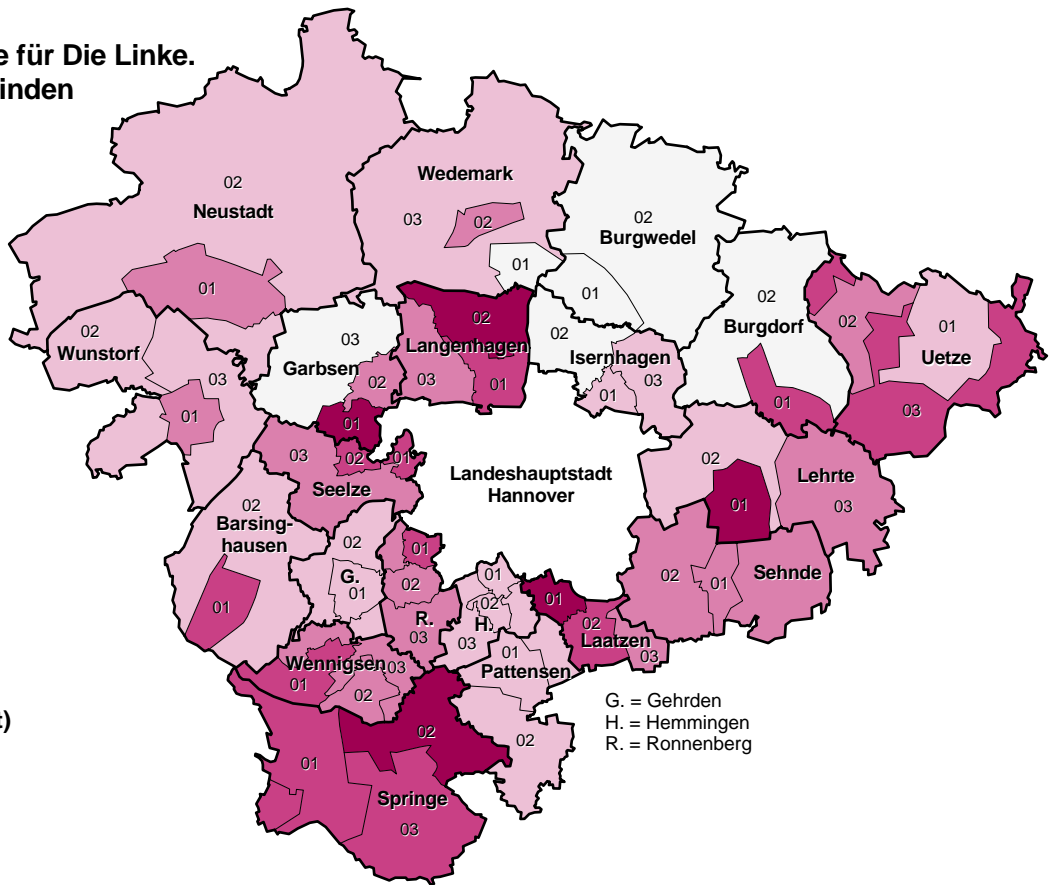 e für Die Linke.
inden
02
Neustadt
01
Wedemark
03
02
01
02
Burgwedel
01
02
Burgdorf
01
02
01
Uetze
03
02
Wunstorf
03
01
03
Garbsen
02
01
02
Langenhagen
03
01
02
Isernhagen
03
01
03
02
01
Seelze
Landeshauptstadt
Hannover
02
Lehrte
01
03
02
Barsing-
hausen
01
02
G.
01
01
02
R.
03
01
02
H.
03
01
02
Laatzen
03
02
01
Sehnde
01
Pattensen
02
Wennigsen
03
01
02
G. = Gehrden
H. = Hemmingen
R. = Ronnenberg
t)
02
01
Springe
03